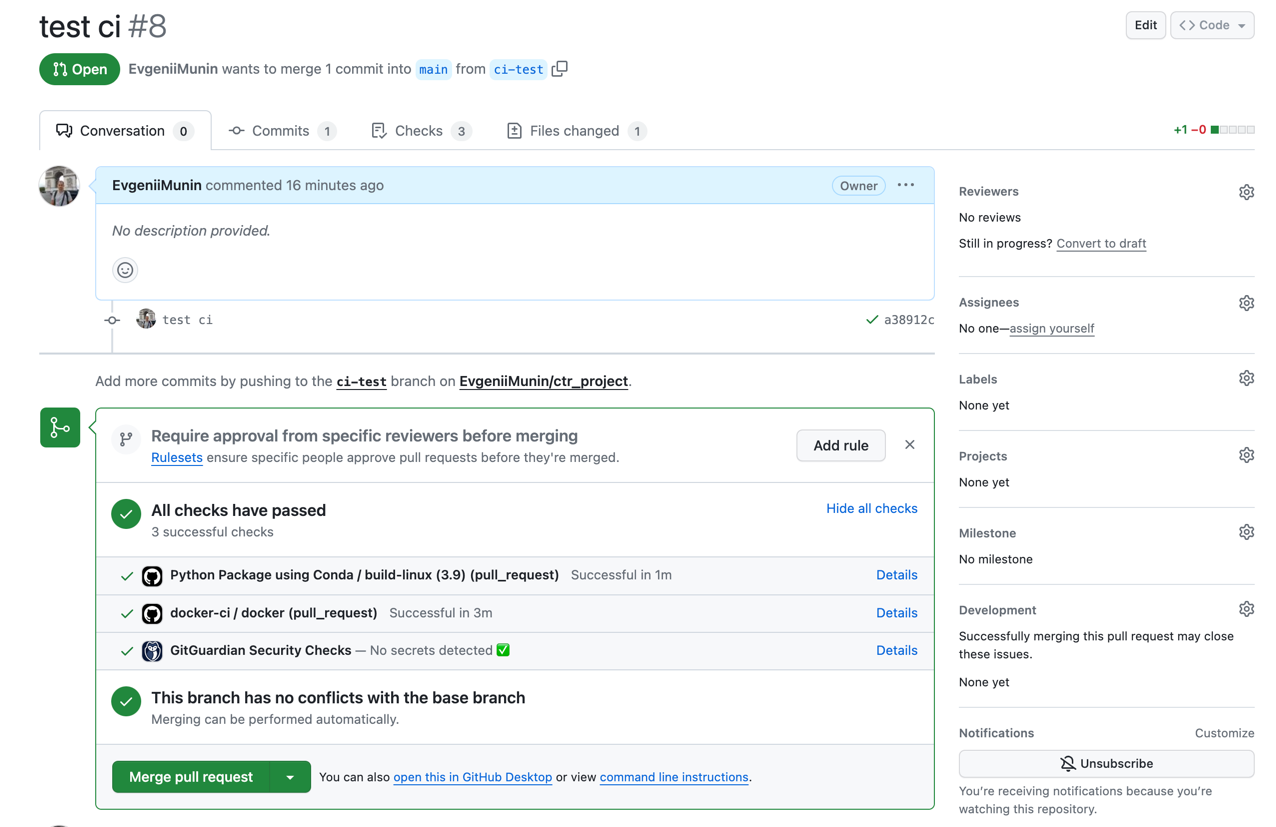 test ci #8
Edit
<> Code
Open
EvgeniiMunin wants to merge 1 commit into main from ci-test
Conversation 0
Commits 1
Checks 3
Files changed 1
+1 −0
EvgeniiMunin commented 16 minutes ago
Owner
No description provided.
test ci
a38912c
Add more commits by pushing to the ci-test branch on EvgeniiMunin/ctr_project.
Require approval from specific reviewers before merging
Rulesets ensure specific people approve pull requests before they're merged.
Add rule
All checks have passed
3 successful checks
Hide all checks
Python Package using Conda / build-linux (3.9) (pull_request) Successful in 1m
Details
docker-ci / docker (pull_request) Successful in 3m
Details
GitGuardian Security Checks — No secrets detected ✅
Details
This branch has no conflicts with the base branch
Merging can be performed automatically.
Merge pull request
You can also open this in GitHub Desktop or view command line instructions.
Reviewers
No reviews
Still in progress? Convert to draft
Assignees
No one—assign yourself
Labels
None yet
Projects
None yet
Milestone
No milestone
Development
Successfully merging this pull request may close
these issues.
None yet
Notifications
Customize
Unsubscribe
You're receiving notifications because you're
watching this repository.